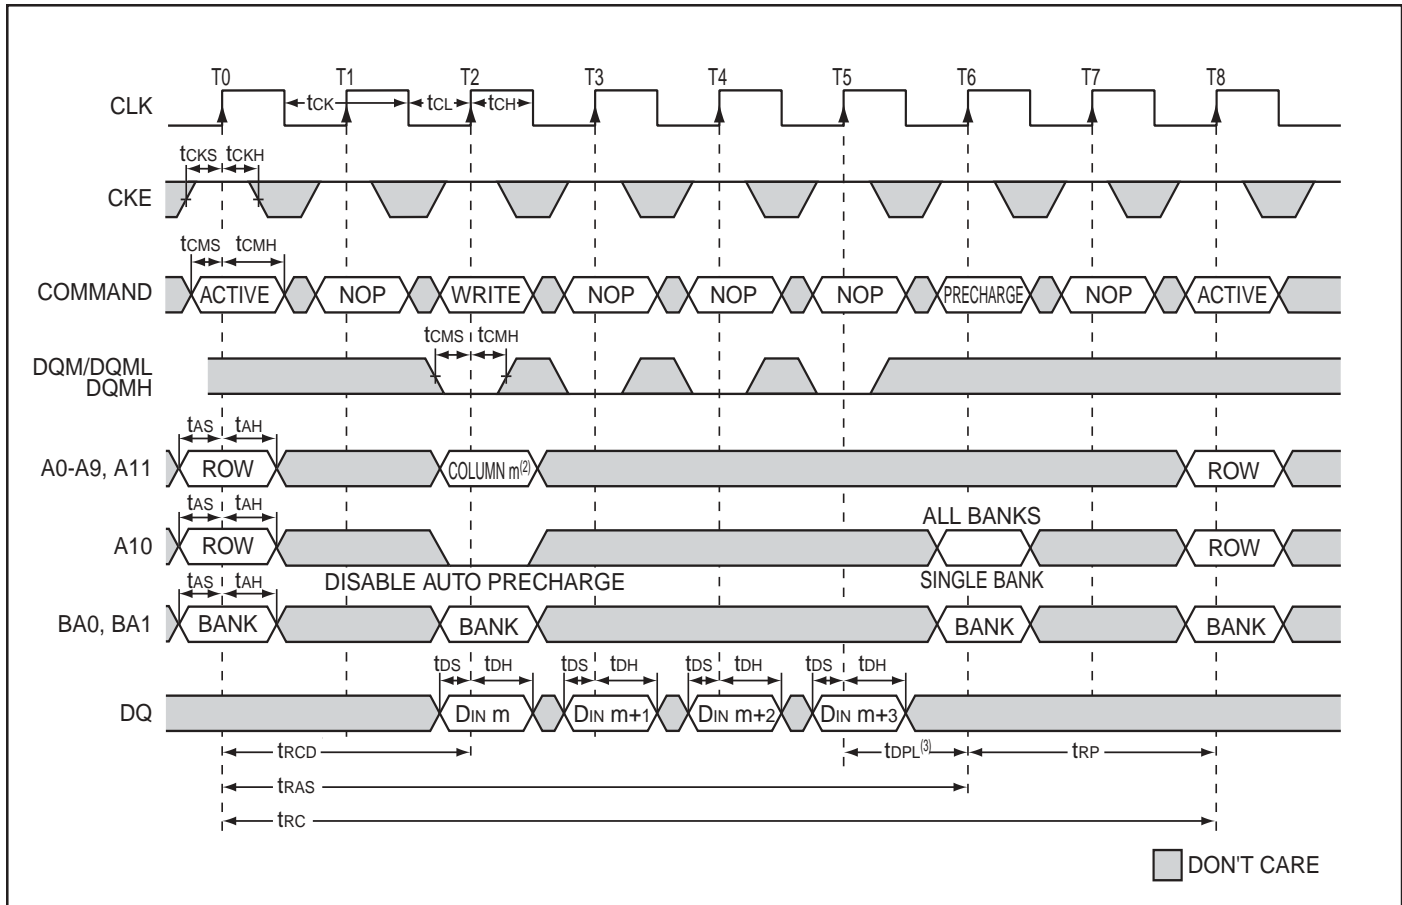 T0 T1 T2 T3 T4 T5 T6 T7 T8
CLK tCK tCL tCH
tCKS tCKH
CKE
tCMS tCMH
COMMAND ACTIVE NOP WRITE NOP NOP NOP PRECHARGE NOP ACTIVE
tCMS tCMH
DQM/DQML
DQMH
tAS tAH
A0-A9, A11 ROW COLUMN m(2) ROW
tAS tAH ALL BANKS
A10 ROW ROW
tAS tAH DISABLE AUTO PRECHARGE SINGLE BANK
BA0, BA1 BANK BANK BANK BANK
tDS tDH tDS tDH tDS tDH tDS tDH
DQ DIN m DIN m+1 DIN m+2 DIN m+3
tRCD tDPL(3) tRP
tRAS
tRC
DON'T CARE